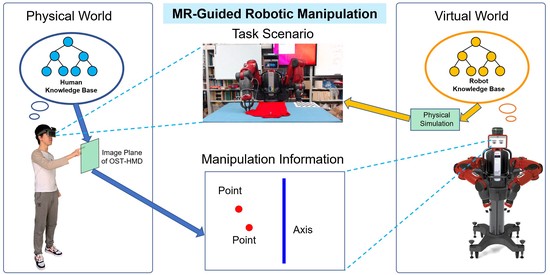 Physical World
MR-Guided Robotic Manipulation
Virtual World
Task Scenario
Human
Knowledge Base
Robot
Knowledge Base
Physical
Simulation
Image Plane
of OST-HMD
Manipulation Information
Point
Point
Axis